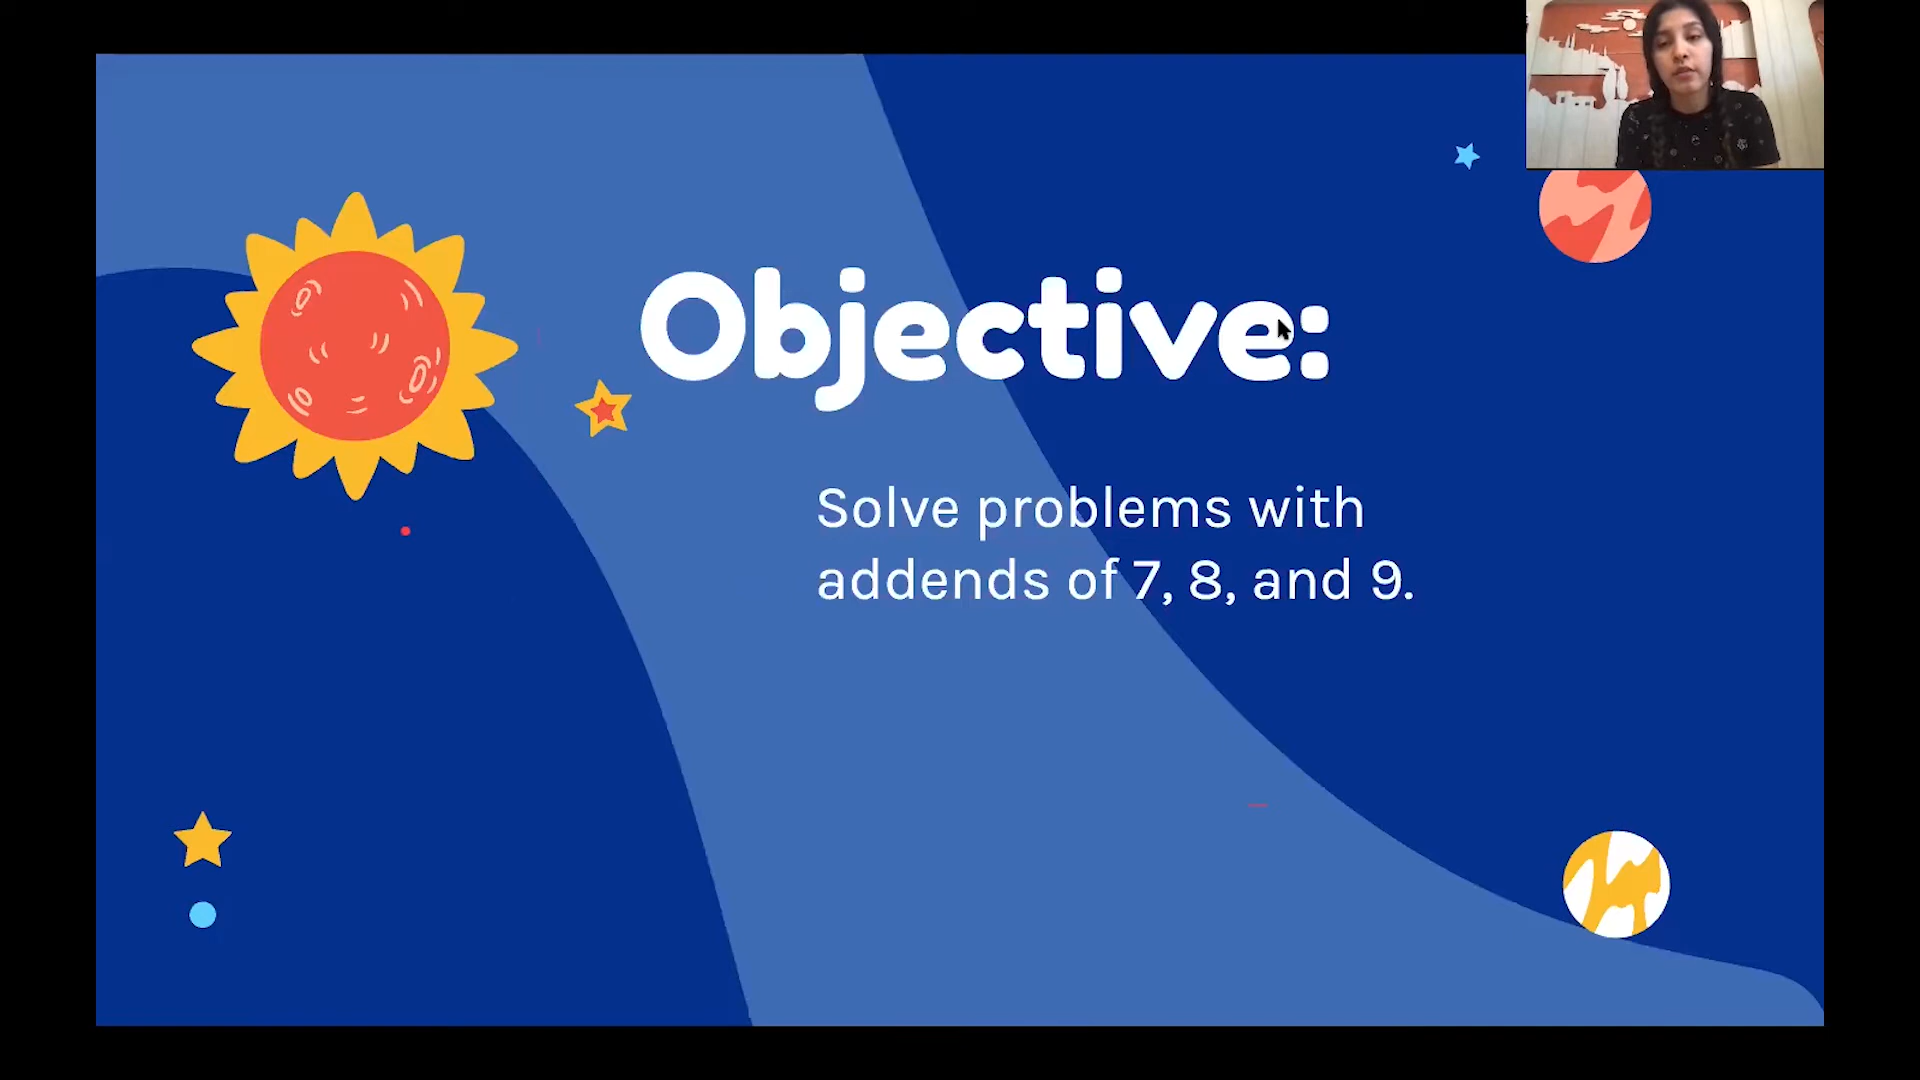 Objective:
Solve problems with
addends of 7, 8, and 9.